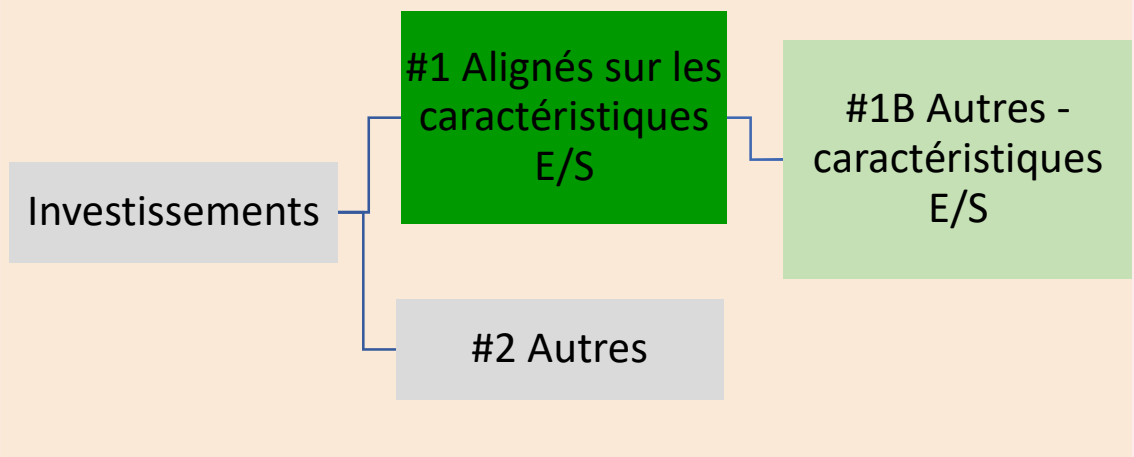 Investissements
#1 Alignés sur les
caractéristiques
E/S
#1B Autres -
caractéristiques
E/S
#2 Autres